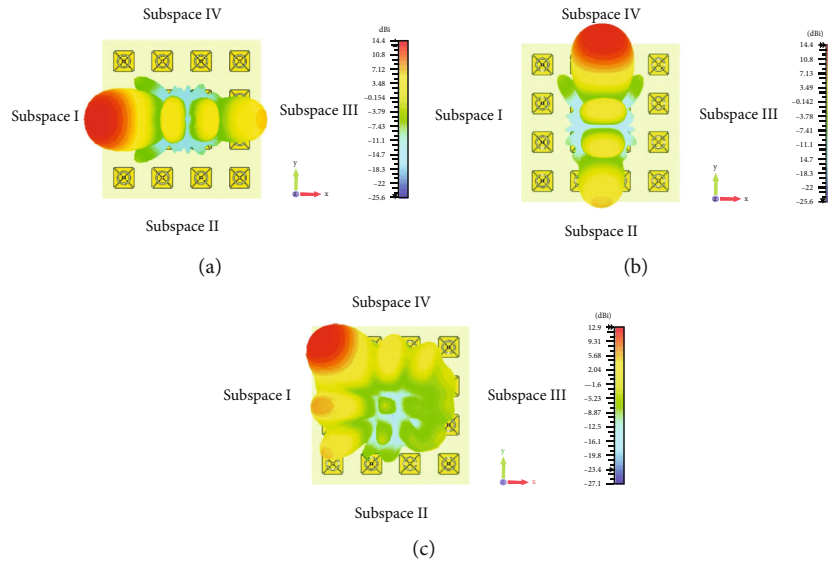 Subspace IV
Subspace I
Subspace III
Subspace II
dBi
14.4
10.8
7.12
3.48
−0.154
−3.79
−7.43
−11.1
−14.7
−18.3
−22
−25.6
y
x
z
(a)
Subspace IV
Subspace I
Subspace III
Subspace II
(dBi)
14.4
10.8
7.13
3.49
−0.142
−3.78
−7.41
−11.1
−14.7
−18.3
−22
−25.6
y
x
z
(b)
Subspace IV
Subspace I
Subspace III
Subspace II
(dBi)
12.9
9.31
5.68
2.04
−1.6
−5.23
−8.87
−12.5
−16.1
−19.8
−23.4
−27.1
y
x
z
(c)